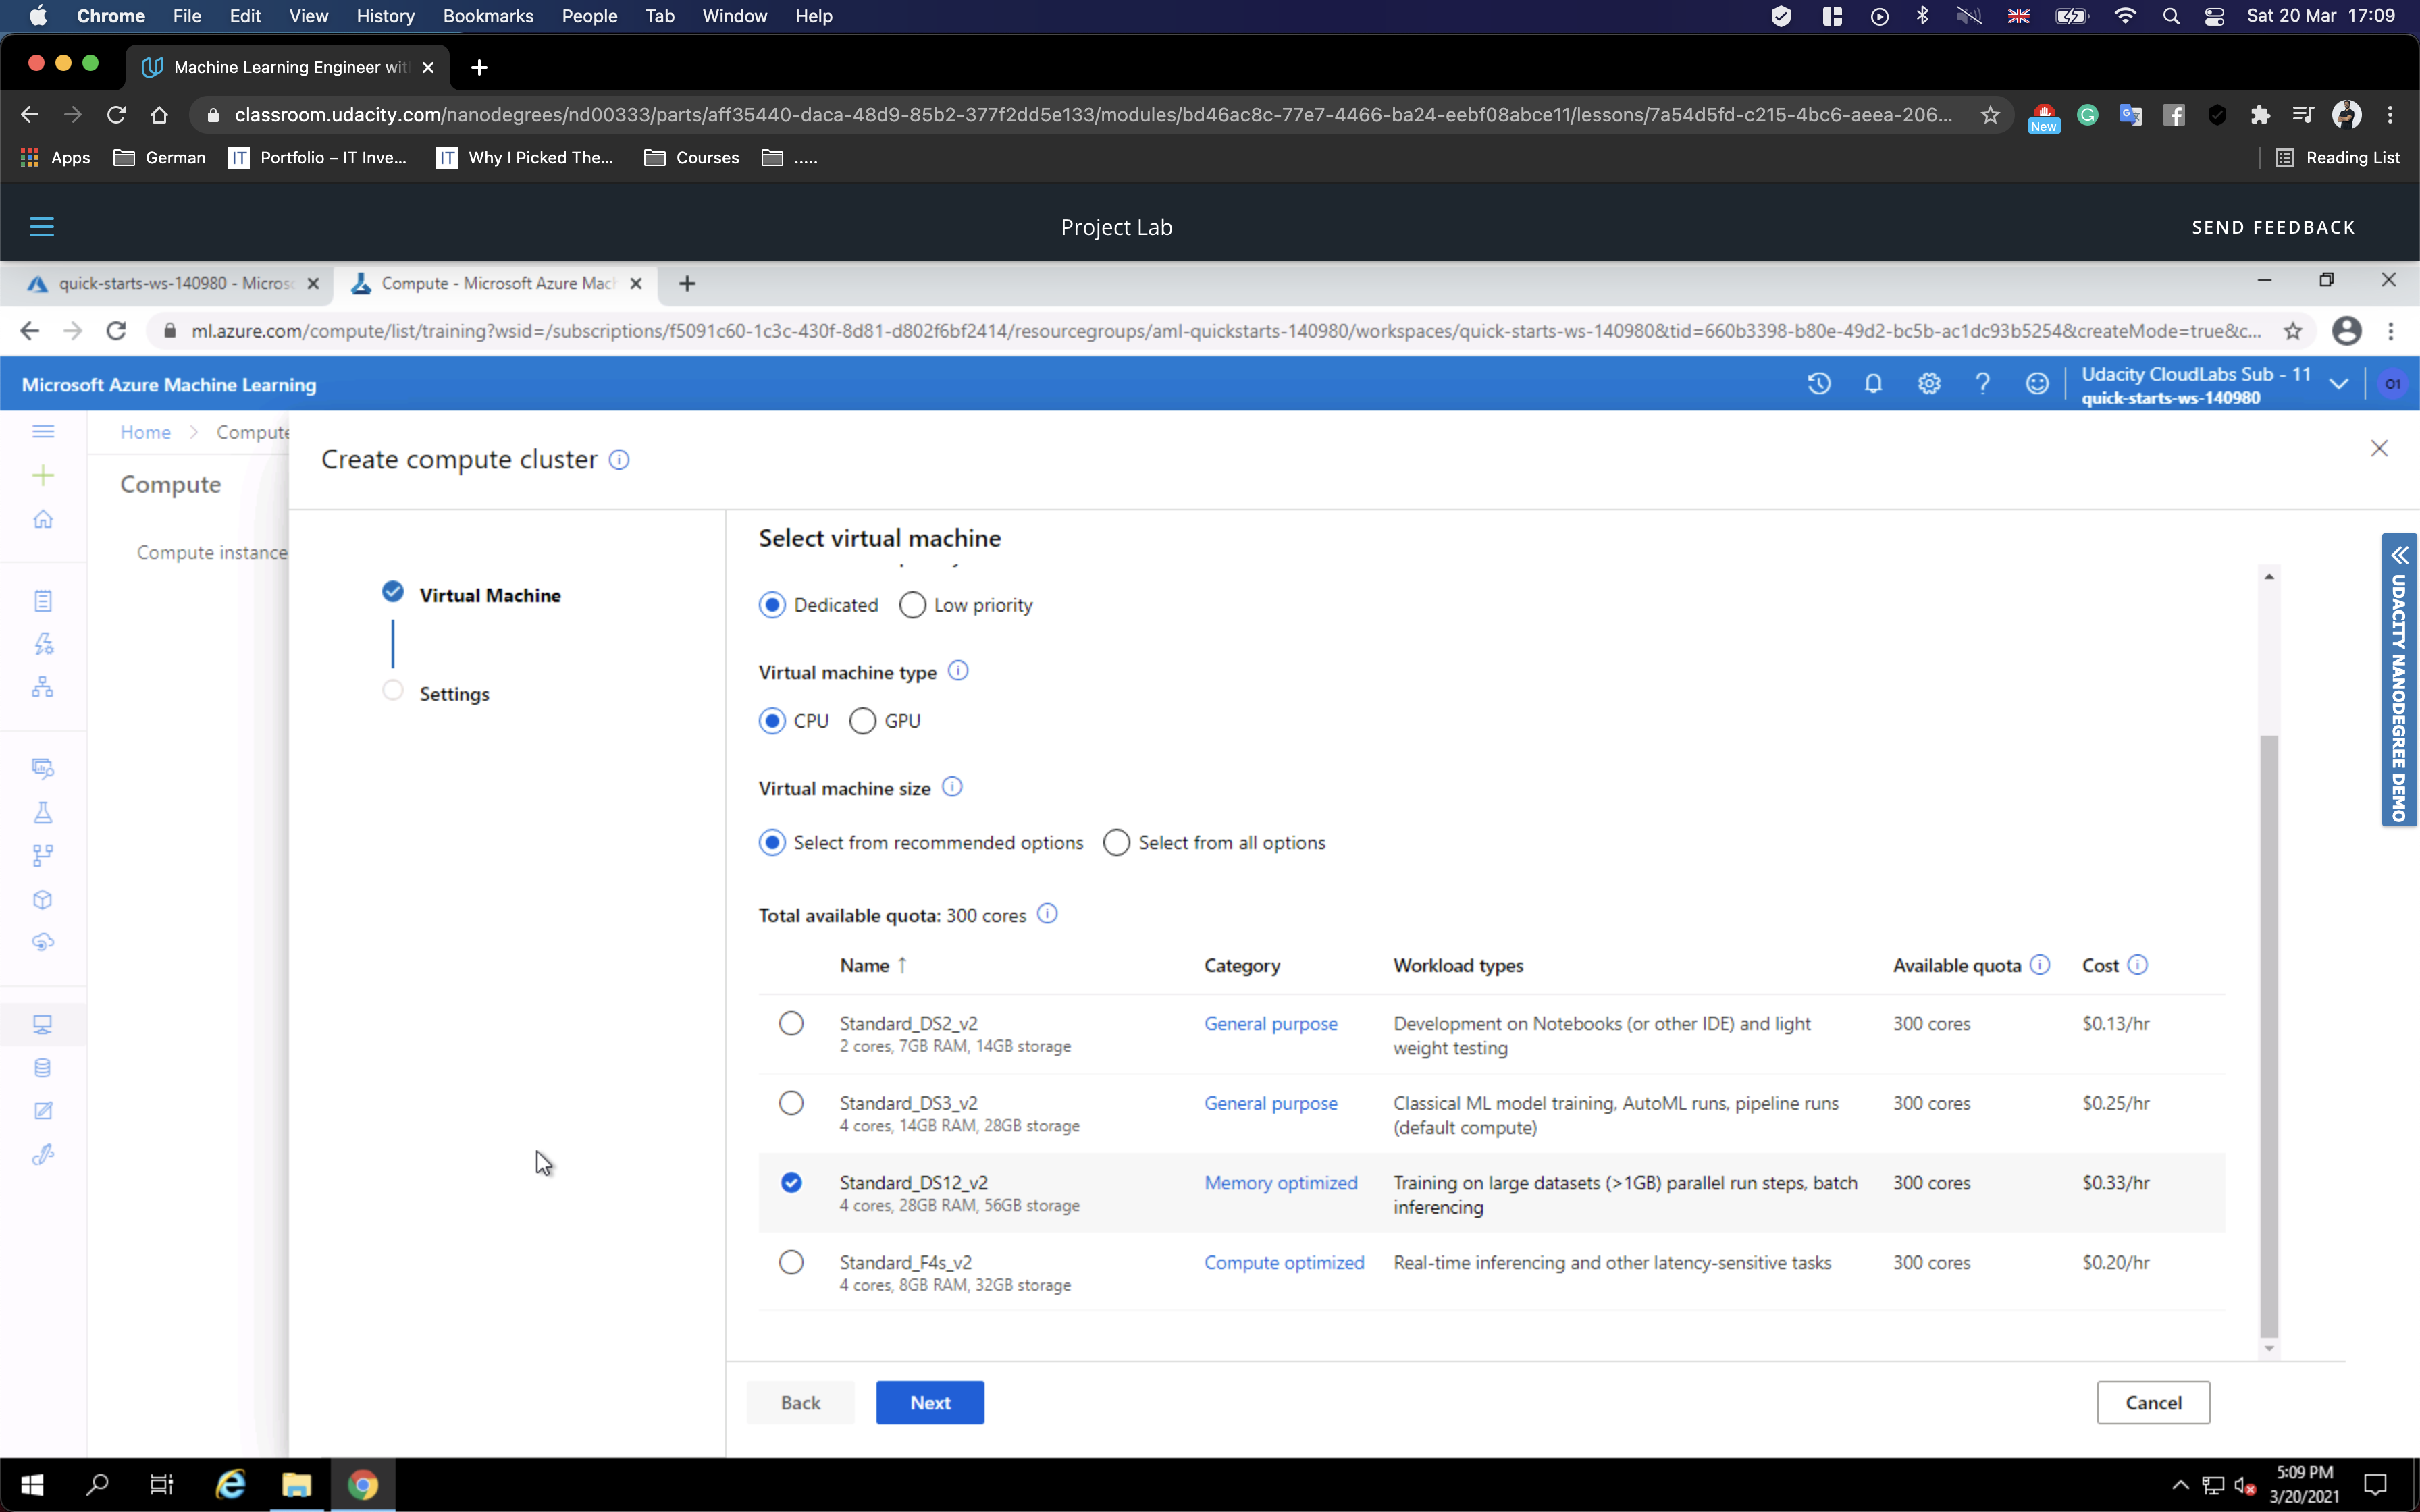 Chrome File Edit View History Bookmarks People Tab Window Help Sat 20 Mar 17:09
Machine Learning Engineer wit
classroom.udacity.com/nanodegrees/nd00333/parts/aff35440-daca-48d9-85b2-377f2dd5e133/modules/bd46ac8c-77e7-4466-ba24-eebf08abce11/lessons/7a54d5fd-c215-4bc6-aeea-206...
New
Apps German IT Portfolio – IT Inve... IT Why I Picked The... Courses ..... Reading List
Project Lab
SEND FEEDBACK
quick-starts-ws-140980 - Microso Compute - Microsoft Azure Mac
ml.azure.com/compute/list/training?wsid=/subscriptions/f5091c60-1c3c-430f-8d81-d802f6bf2414/resourcegroups/aml-quickstarts-140980/workspaces/quick-starts-ws-140980&tid=660b3398-b80e-49d2-bc5b-ac1dc93b5254&createMode=true&c...
Microsoft Azure Machine Learning
Udacity CloudLabs Sub - 11
quick-starts-ws-140980
O1
Home > Compute
Compute
Compute instance
Create compute cluster
Virtual Machine
Settings
Select virtual machine
Dedicated Low priority
Virtual machine type
CPU GPU
Virtual machine size
Select from recommended options Select from all options
Total available quota: 300 cores
Name ↑ Category Workload types Available quota Cost
Standard_DS2_v2 General purpose Development on Notebooks (or other IDE) and light 300 cores $0.13/hr
2 cores, 7GB RAM, 14GB storage weight testing
Standard_DS3_v2 General purpose Classical ML model training, AutoML runs, pipeline runs 300 cores $0.25/hr
4 cores, 14GB RAM, 28GB storage (default compute)
Standard_DS12_v2 Memory optimized Training on large datasets (>1GB) parallel run steps, batch 300 cores $0.33/hr
4 cores, 28GB RAM, 56GB storage inferencing
Standard_F4s_v2 Compute optimized Real-time inferencing and other latency-sensitive tasks 300 cores $0.20/hr
4 cores, 8GB RAM, 32GB storage
Back Next Cancel
UDACITY NANODEGREE DEMO
5:09 PM
3/20/2021